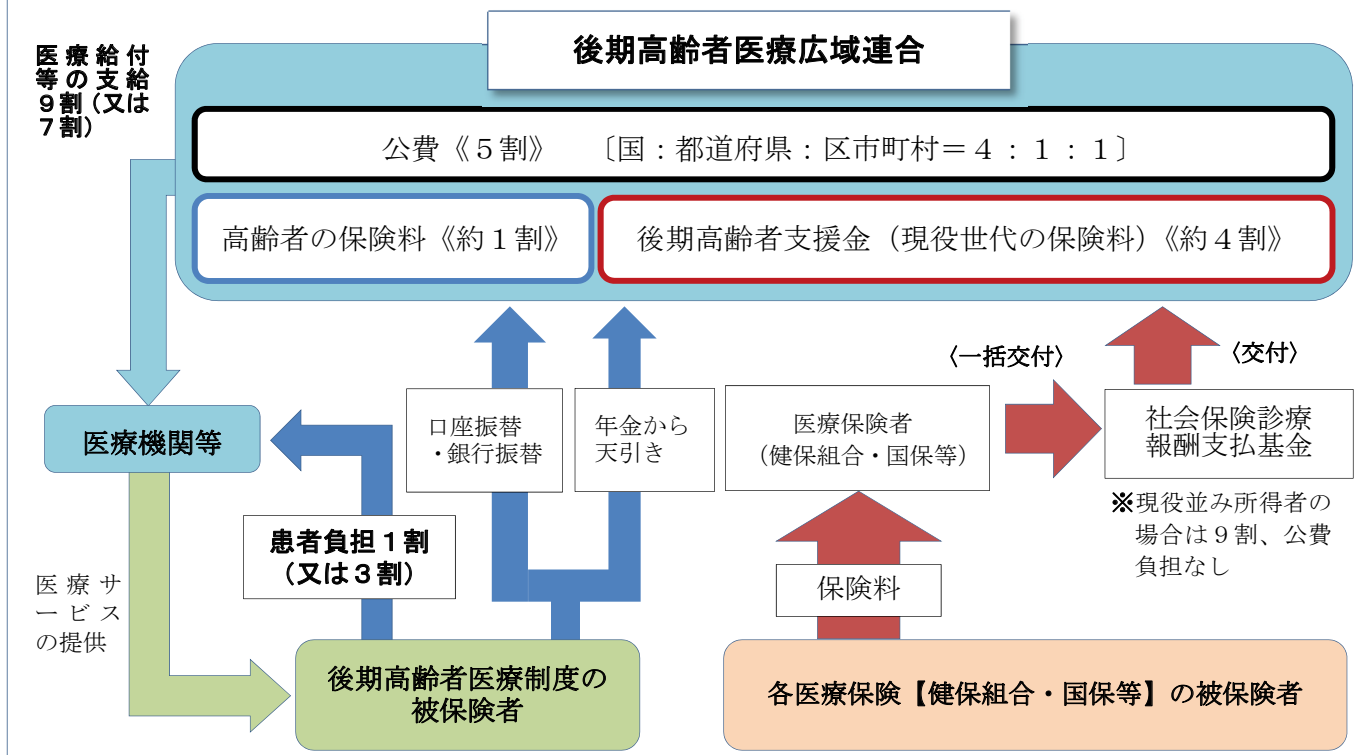 後期高齢者医療広域連合
医療給付
等の支給
９割（又は
７割）
公費《５割》　〔国：都道府県：区市町村＝４：１：１〕
高齢者の保険料《約１割》
後期高齢者支援金（現役世代の保険料）《約４割》
〈一括交付〉
〈交付〉
医療機関等
口座振替
・銀行振替
年金から
天引き
医療保険者
（健保組合・国保等）
社会保険診療
報酬支払基金
※現役並み所得者の
場合は９割、公費
負担なし
患者負担１割
（又は３割）
医療サ
ービス
の提供
保険料
後期高齢者医療制度の
被保険者
各医療保険【健保組合・国保等】の被保険者